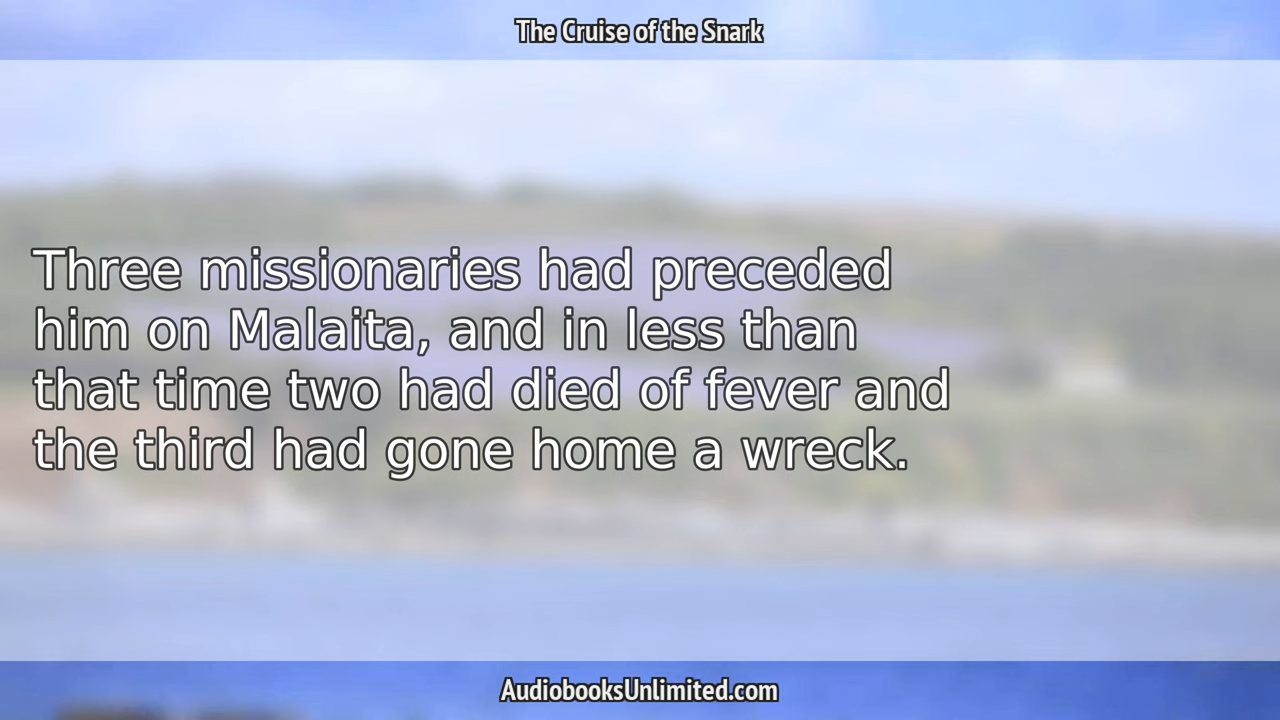 The Cruise of the Snark
Three missionaries had preceded
him on Malaita, and in less than
that time two had died of fever and
the third had gone home a wreck.
AudiobooksUnlimited.com